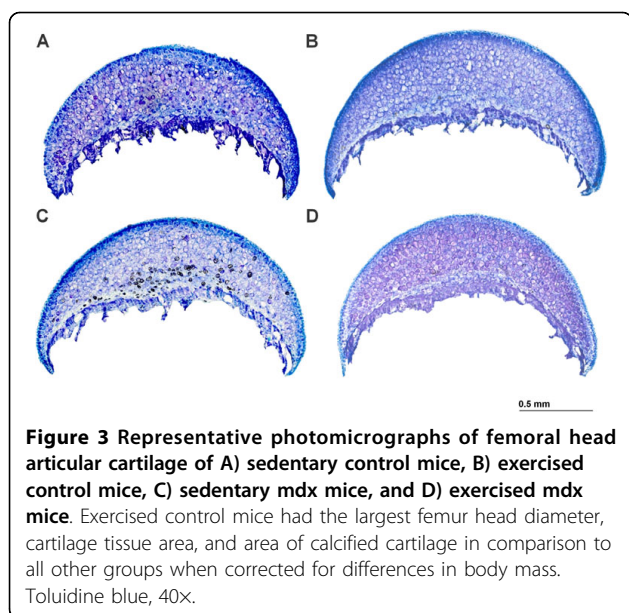 A
B
C
D
0.5 mm
Figure 3 Representative photomicrographs of femoral head
articular cartilage of A) sedentary control mice, B) exercised
control mice, C) sedentary mdx mice, and D) exercised mdx
mice. Exercised control mice had the largest femur head diameter,
cartilage tissue area, and area of calcified cartilage in comparison to
all other groups when corrected for differences in body mass.
Toluidine blue, 40×.